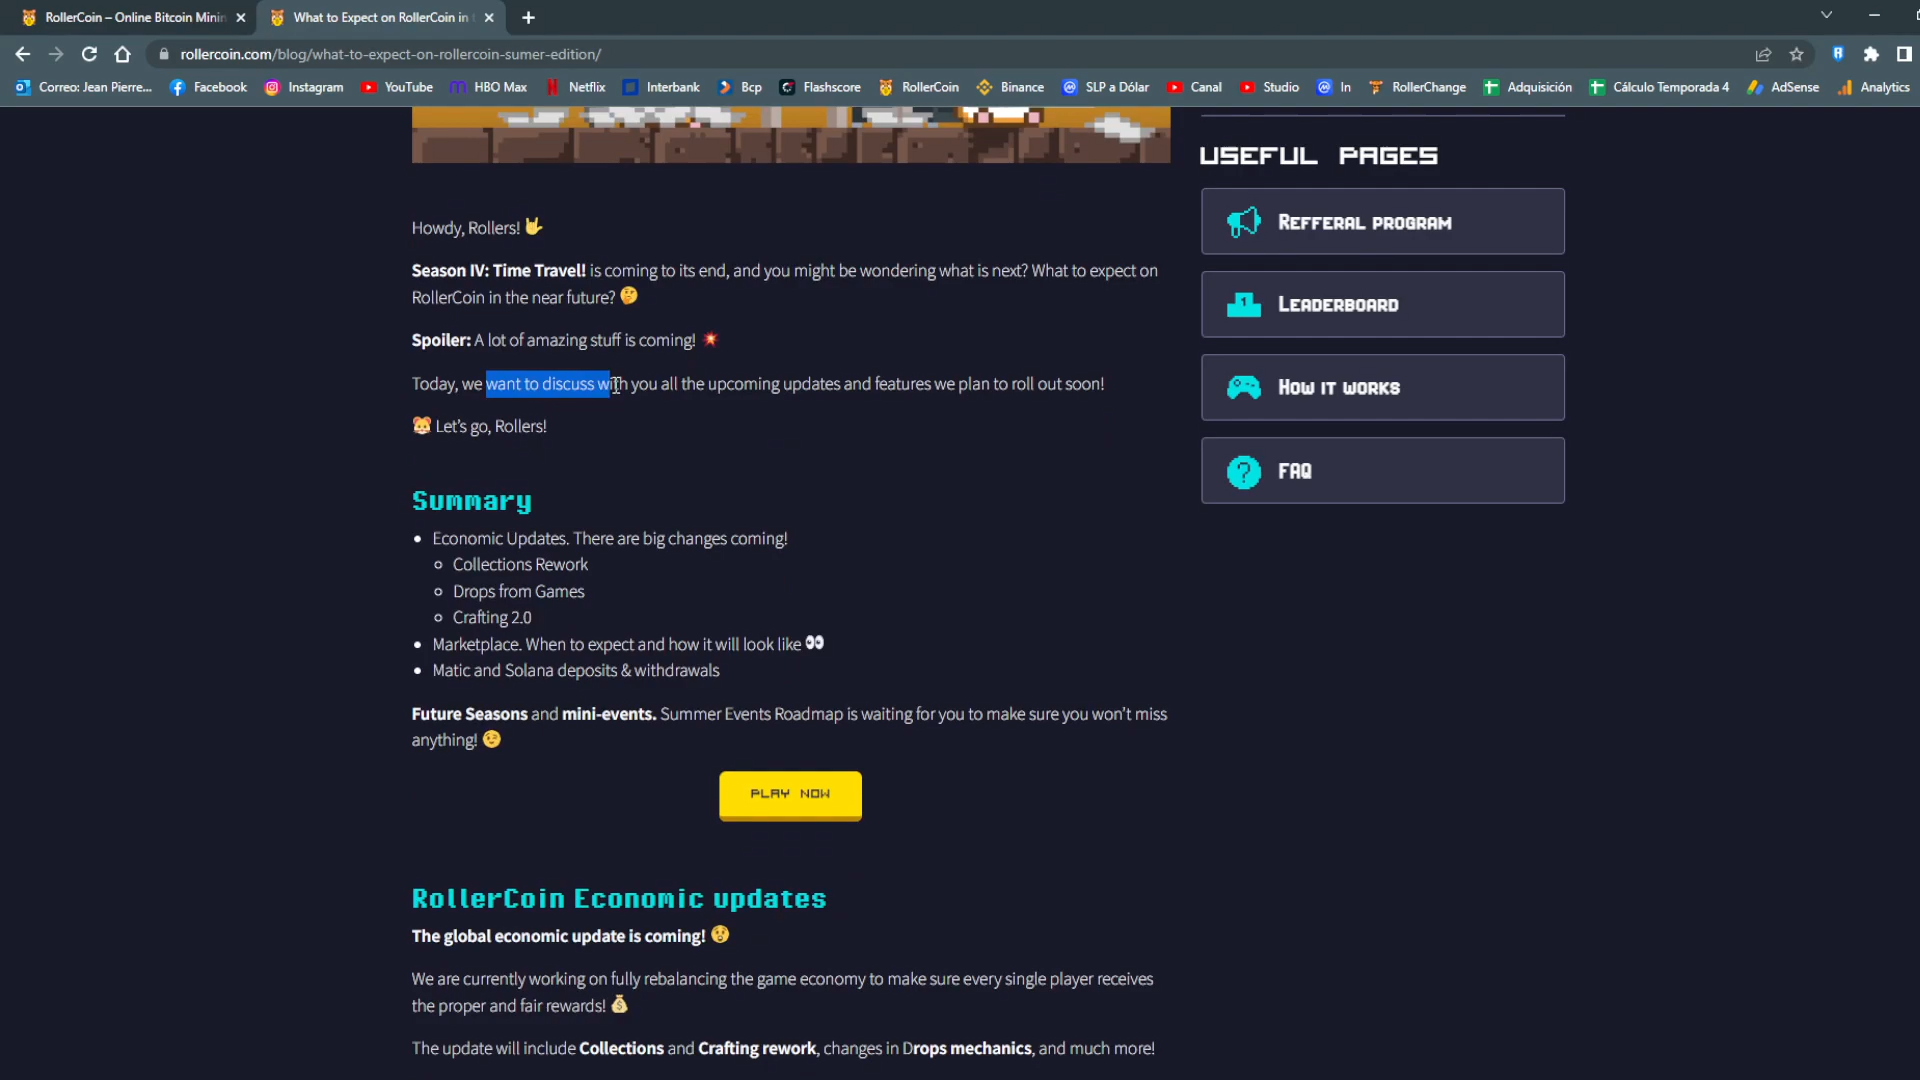 RollerCoin – Online Bitcoin Minin
What to Expect on RollerCoin in
rollercoin.com/blog/what-to-expect-on-rollercoin-sumer-edition/
Correo: Jean Pierre... Facebook Instagram YouTube HBO Max Netflix Interbank Bcp Flashscore RollerCoin Binance SLP a Dólar Canal Studio In RollerChange Adquisición Cálculo Temporada 4 AdSense Analytics
Howdy, Rollers! 🤟
Season IV: Time Travel! is coming to its end, and you might be wondering what is next? What to expect on
RollerCoin in the near future? 🤔
Spoiler: A lot of amazing stuff is coming! 💥
Today, we want to discuss with you all the upcoming updates and features we plan to roll out soon!
🐹 Let's go, Rollers!
Summary
• Economic Updates. There are big changes coming!
Collections Rework
Drops from Games
Crafting 2.0
• Marketplace. When to expect and how it will look like 👀
• Matic and Solana deposits & withdrawals
Future Seasons and mini-events. Summer Events Roadmap is waiting for you to make sure you won't miss
anything! 😉
PLAY NOW
RollerCoin Economic updates
The global economic update is coming! 😲
We are currently working on fully rebalancing the game economy to make sure every single player receives
the proper and fair rewards! 💰
The update will include Collections and Crafting rework, changes in Drops mechanics, and much more!
USEFUL PAGES
REFFERAL PROGRAM
1
LEADERBOARD
HOW IT WORKS
?
FAQ